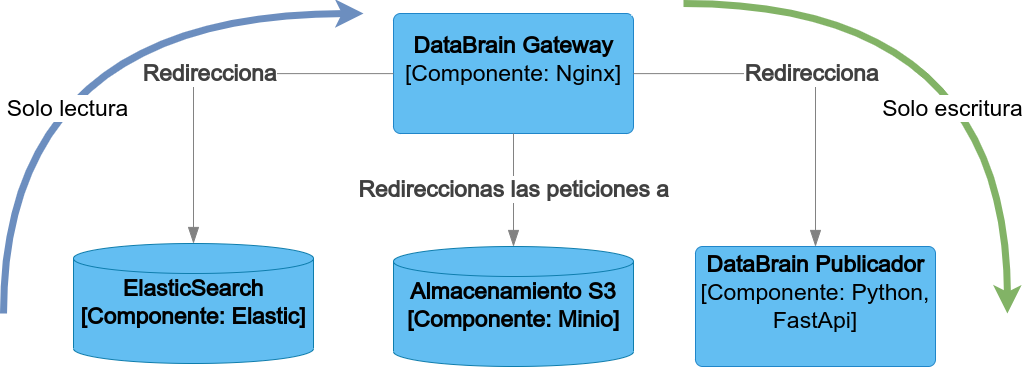 DataBrain Gateway
[Componente: Nginx]
Redirecciona
Redirecciona
Solo lectura
Solo escritura
Redireccionas las peticiones a
ElasticSearch
[Componente: Elastic]
Almacenamiento S3
[Componente: Minio]
DataBrain Publicador
[Componente: Python,
FastApi]